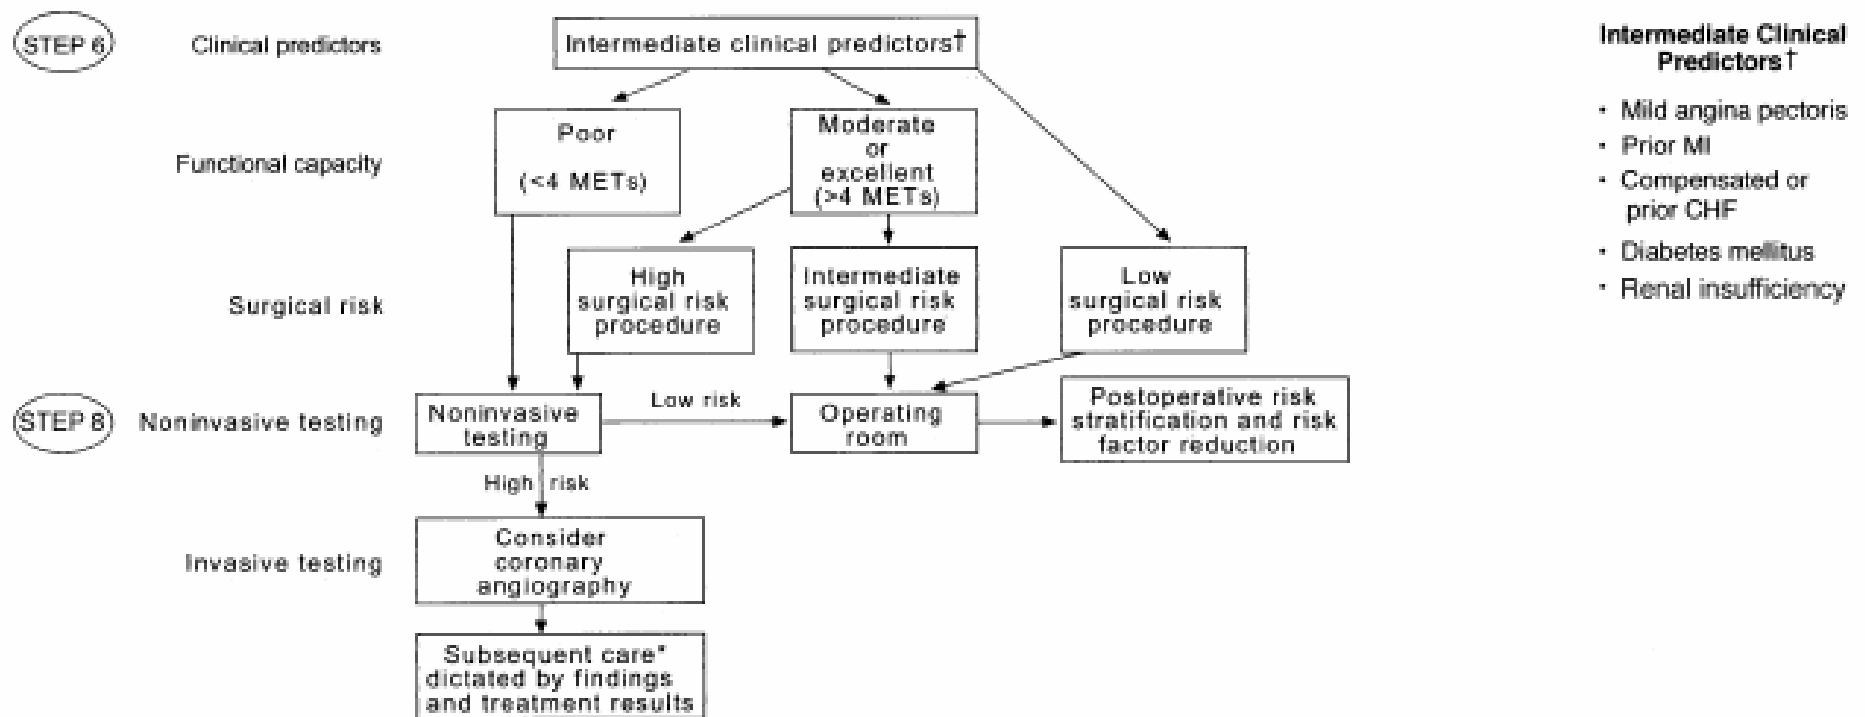 STEP 6
Clinical predictors
Intermediate clinical predictors†
Intermediate Clinical
Predictors†
• Mild angina pectoris
• Prior MI
• Compensated or
prior CHF
• Diabetes mellitus
• Renal insufficiency
Functional capacity
Poor
(<4 METs)
Moderate
or
excellent
(>4 METs)
Surgical risk
High
surgical risk
procedure
Intermediate
surgical risk
procedure
Low
surgical risk
procedure
STEP 8
Noninvasive testing
Noninvasive
testing
Low risk
Operating
room
Postoperative risk
stratification and risk
factor reduction
High risk
Invasive testing
Consider
coronary
angiography
Subsequent care*
dictated by findings
and treatment results